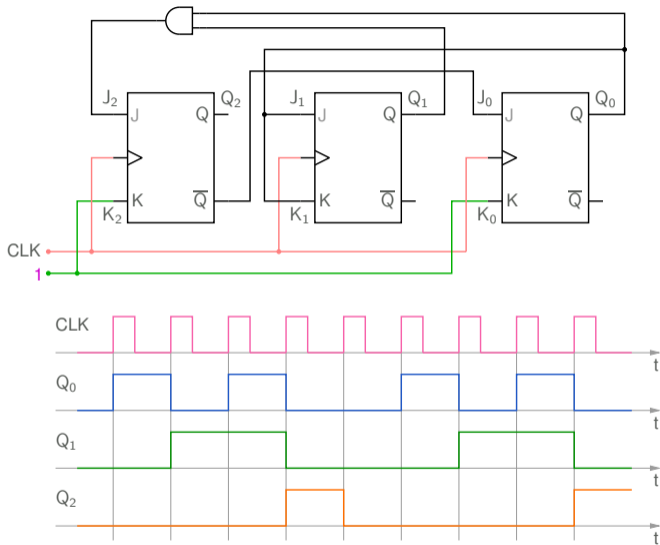 J2 Q2 J1 Q1 J0 Q0
J Q J Q J Q
K Q̅ K Q̅ K Q̅
K2 K1 K0
CLK
1
CLK
t
Q0
t
Q1
t
Q2
t